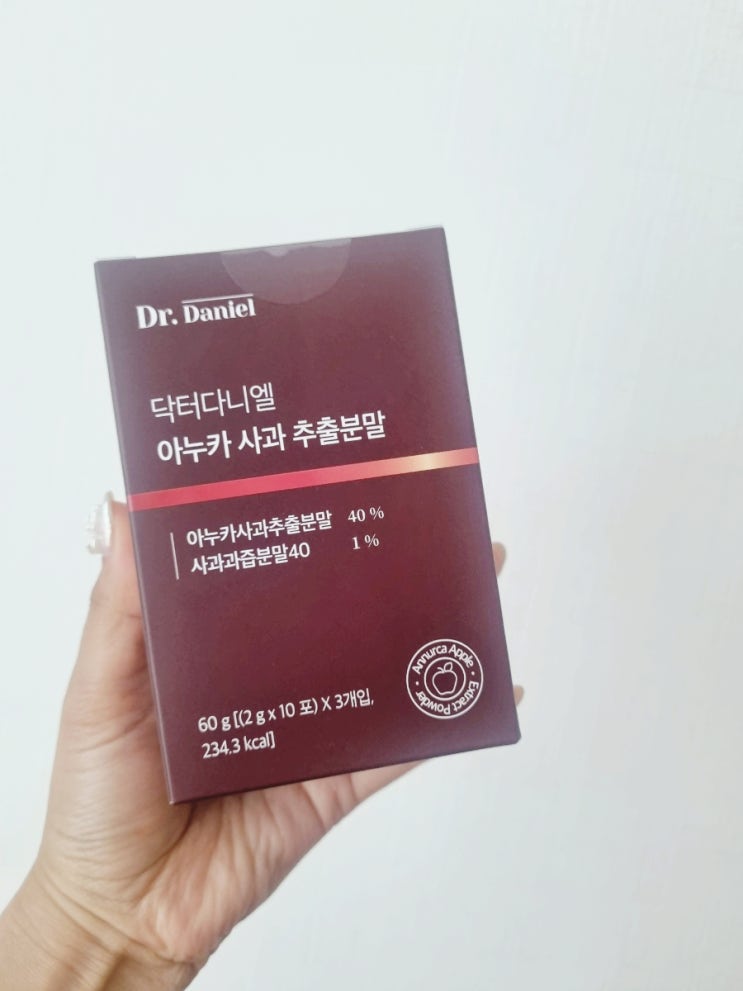 Dr. Daniel
닥터다니엘
아누카 사과 추출분말
아누카사과추출분말 40 %
사과과즙분말40 1 %
Annurca Apple · Extract Powder ·
60 g [(2 g x 10 포) X 3개입,
234.3 kcal]